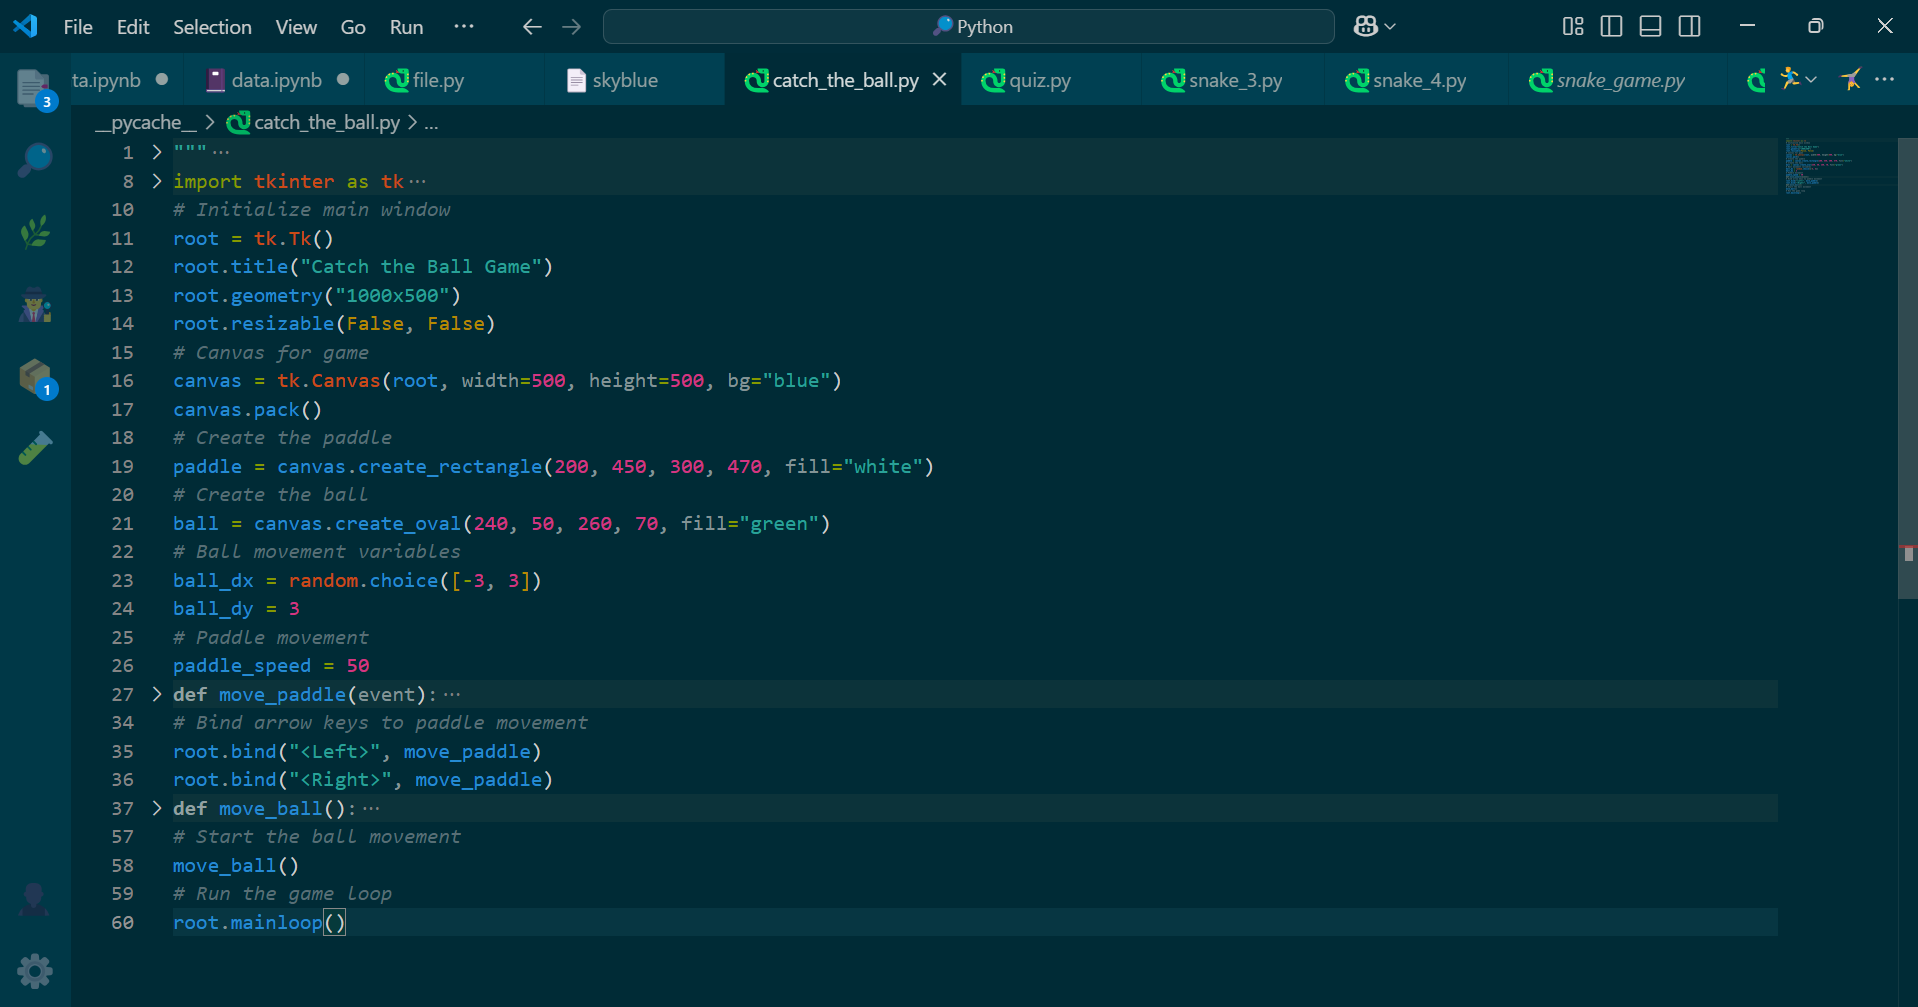 File Edit Selection View Go Run ··· Python
ta.ipynb data.ipynb file.py skyblue catch_the_ball.py quiz.py snake_3.py snake_4.py snake_game.py ···
3
__pycache__ > catch_the_ball.py > ...
1 """ ···
8 import tkinter as tk ···
10 # Initialize main window
11 root = tk.Tk()
12 root.title("Catch the Ball Game")
13 root.geometry("1000x500")
14 root.resizable(False, False)
15 # Canvas for game
16 canvas = tk.Canvas(root, width=500, height=500, bg="blue")
1
17 canvas.pack()
18 # Create the paddle
19 paddle = canvas.create_rectangle(200, 450, 300, 470, fill="white")
20 # Create the ball
21 ball = canvas.create_oval(240, 50, 260, 70, fill="green")
22 # Ball movement variables
23 ball_dx = random.choice([-3, 3])
24 ball_dy = 3
25 # Paddle movement
26 paddle_speed = 50
27 def move_paddle(event): ···
34 # Bind arrow keys to paddle movement
35 root.bind("<Left>", move_paddle)
36 root.bind("<Right>", move_paddle)
37 def move_ball(): ···
57 # Start the ball movement
58 move_ball()
59 # Run the game loop
60 root.mainloop()